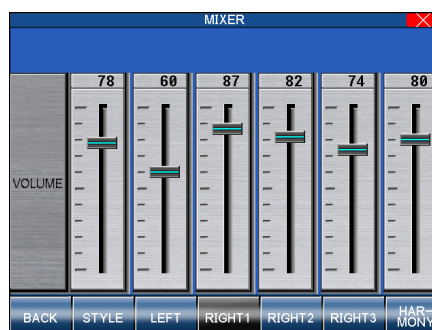 MIXER
78 60 87 82 74 80
VOLUME
BACK STYLE LEFT RIGHT1 RIGHT2 RIGHT3 HAR-
MONY